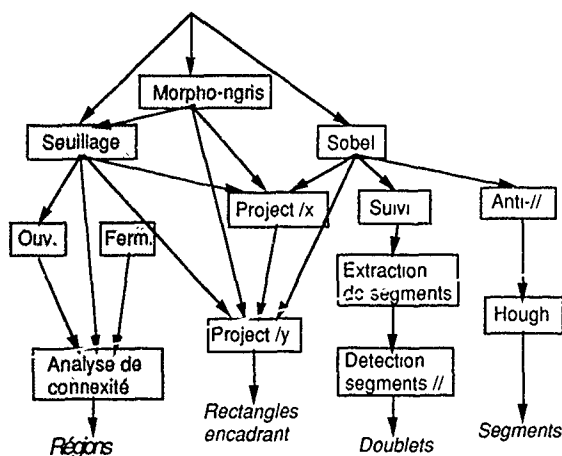 Morpho-ngris
Seuillage
Sobel
Project /x
Suivi
Anti-//
Ouv.
Ferm.
Extraction
de segments
Hough
Project /y
Analyse de
connexité
Detection
segments //
Rectangles
encadrant
Régions
Doublets
Segments